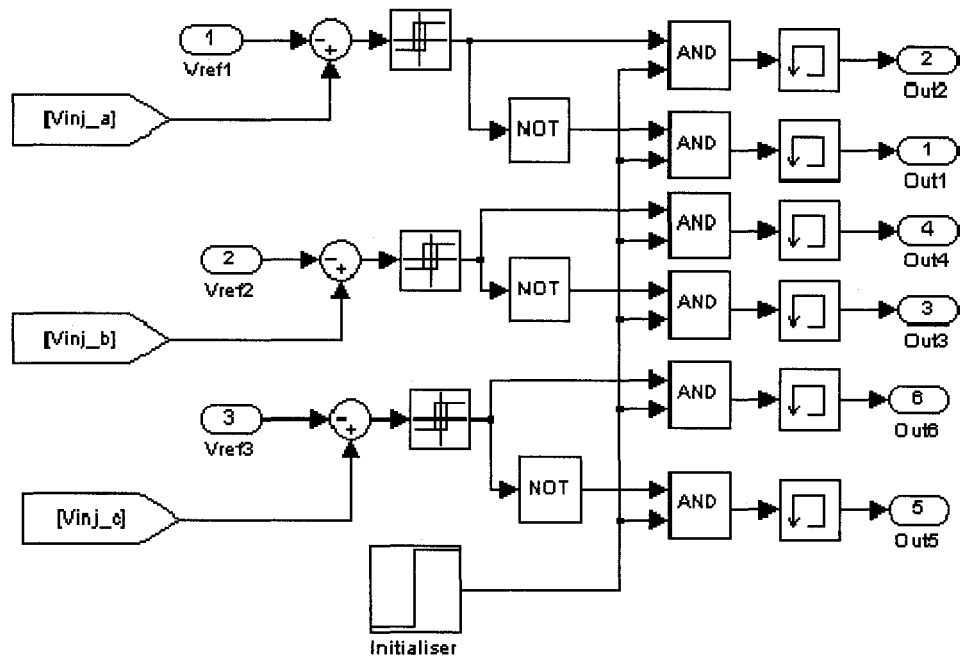 1
Vref1
- +
[Vinj_a]
NOT
AND
2
Out2
AND
1
Out1
2
Vref2
- +
[Vinj_b]
NOT
AND
4
Out4
AND
3
Out3
3
Vref3
- +
[Vinj_c]
NOT
AND
6
Out6
AND
5
Out5
Initialiser